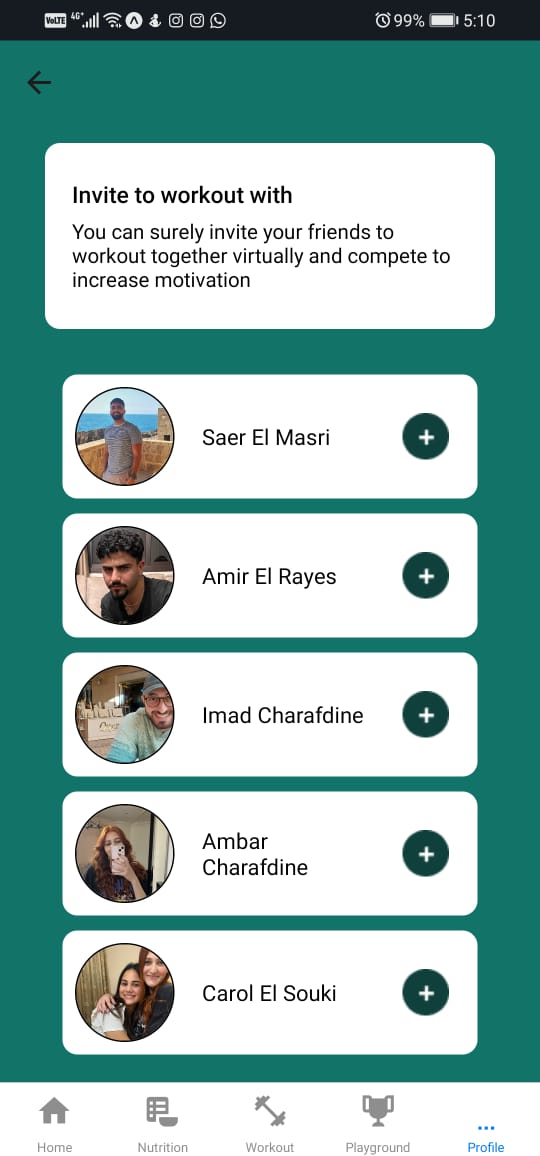 VoLTE 4G+ 99% 5:10
Invite to workout with
You can surely invite your friends to
workout together virtually and compete to
increase motivation
Saer El Masri
Amir El Rayes
Imad Charafdine
Ambar
Charafdine
Carol El Souki
Home Nutrition Workout Playground Profile